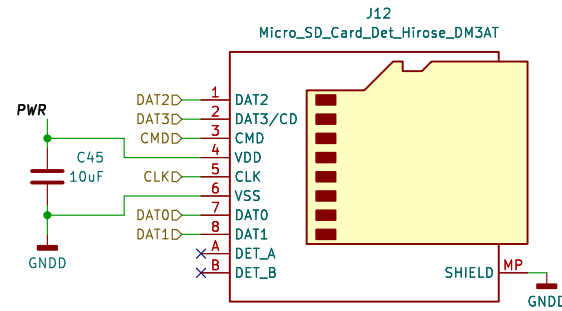 J12
Micro_SD_Card_Det_Hirose_DM3AT
PWR
C45
10uF
GNDD
DAT2 1 DAT2
DAT3 2 DAT3/CD
CMD 3 CMD
4 VDD
CLK 5 CLK
6 VSS
DAT0 7 DAT0
DAT1 8 DAT1
A DET_A
B DET_B
SHIELD MP
GNDD